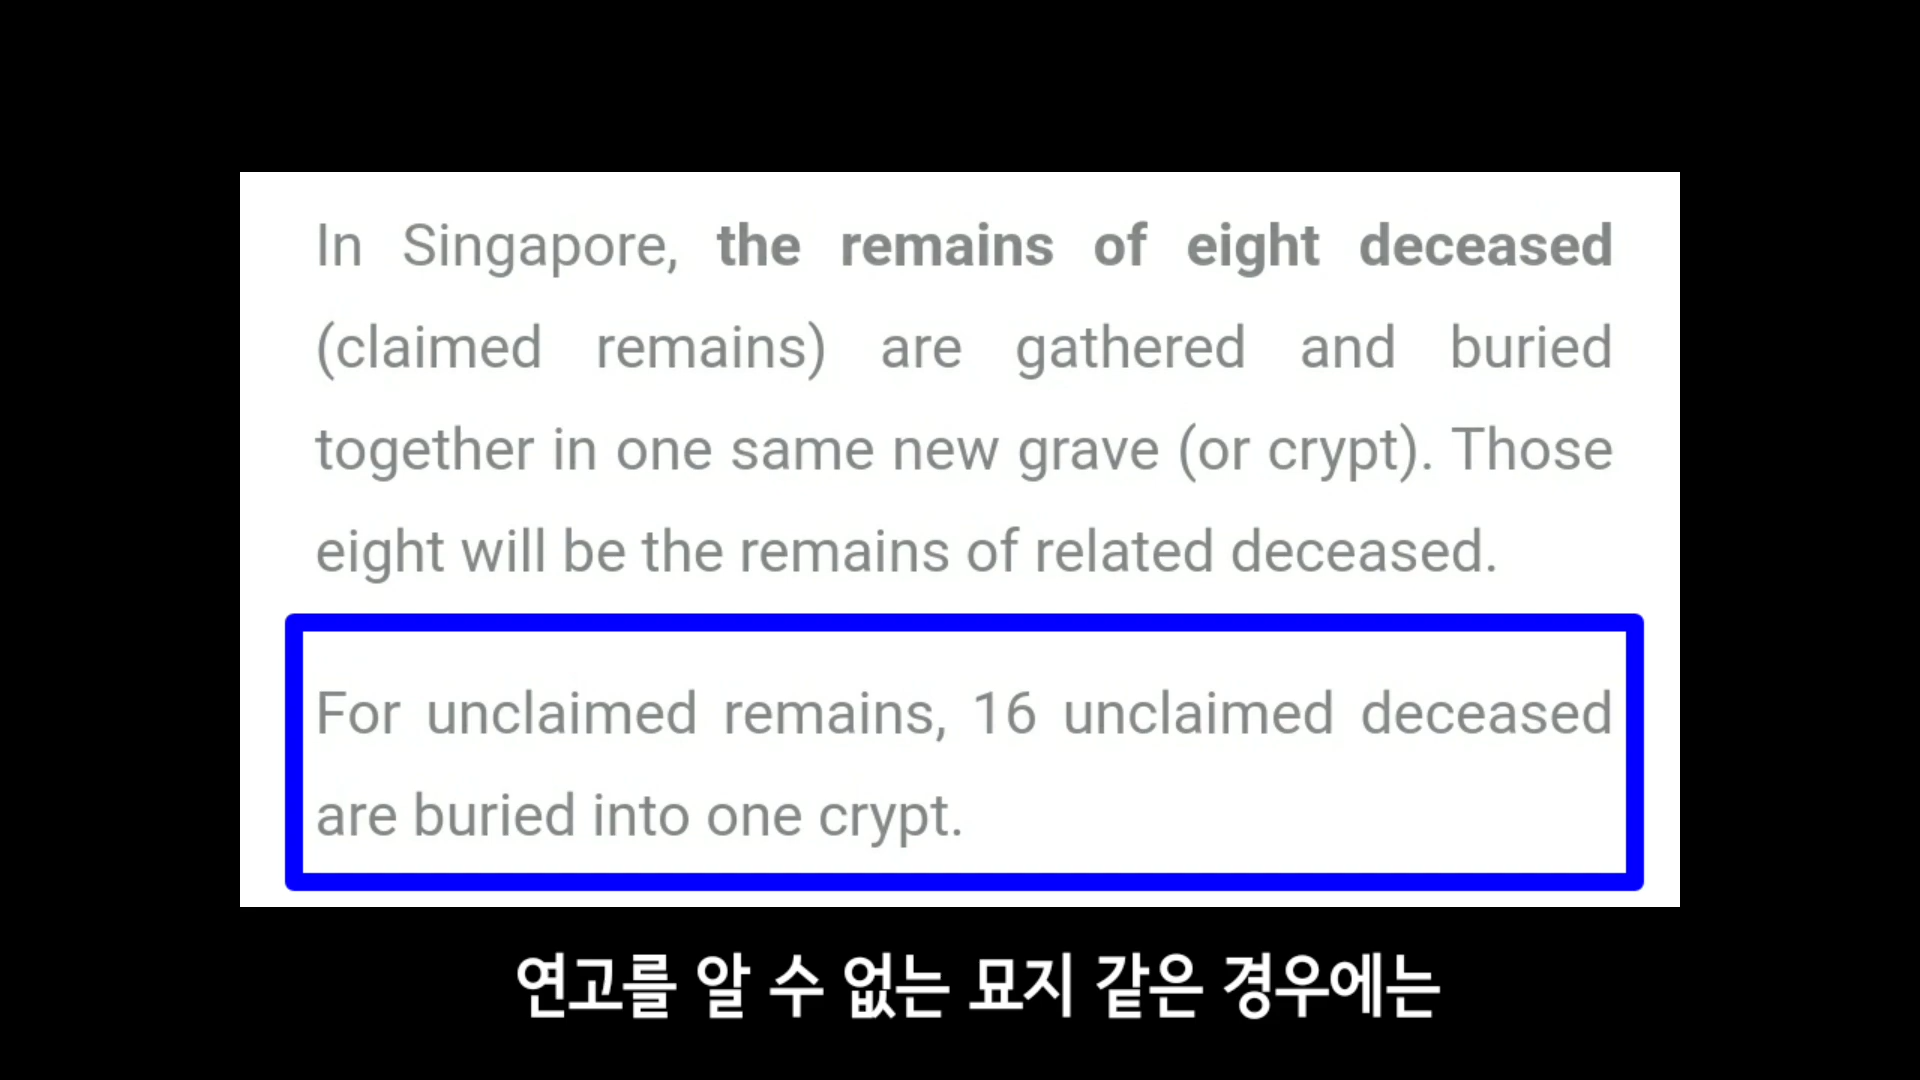 In Singapore, the remains of eight deceased
(claimed remains) are gathered and buried
together in one same new grave (or crypt). Those
eight will be the remains of related deceased.
For unclaimed remains, 16 unclaimed deceased
are buried into one crypt.
연고를 알 수 없는 묘지 같은 경우에는